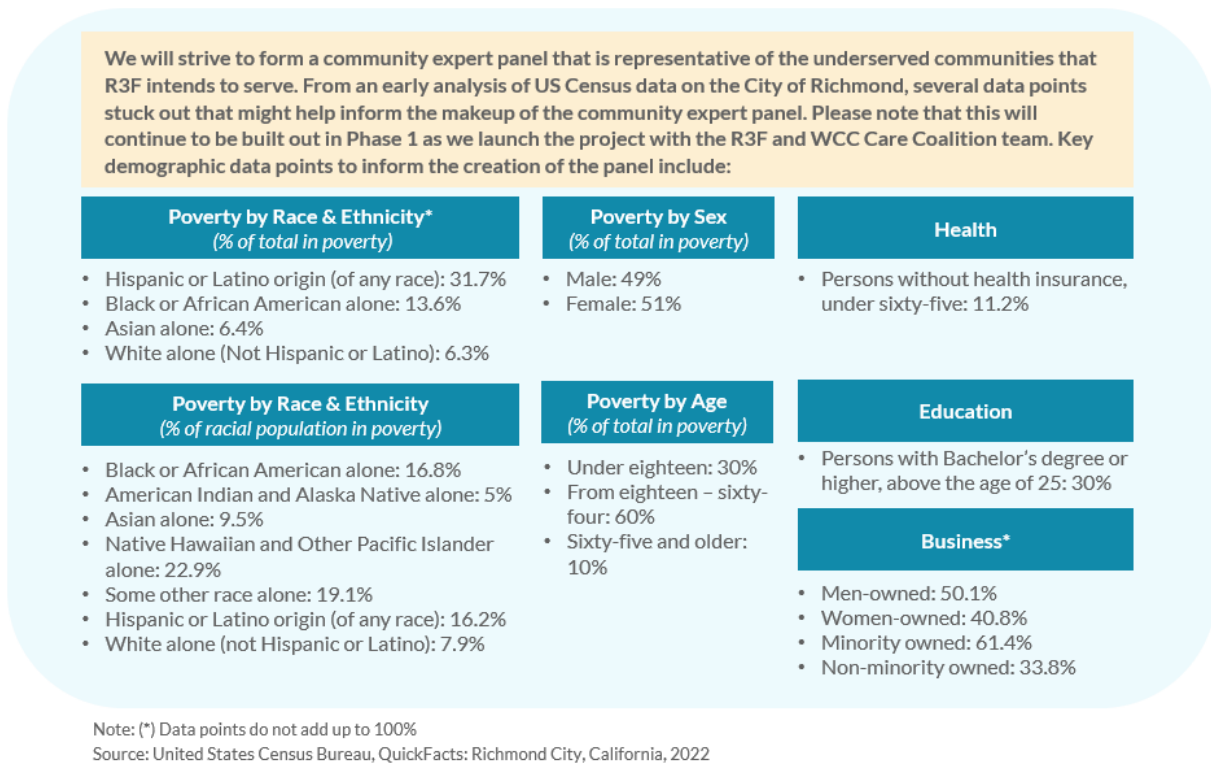 We will strive to form a community expert panel that is representative of the underserved communities that
R3F intends to serve. From an early analysis of US Census data on the City of Richmond, several data points
stuck out that might help inform the makeup of the community expert panel. Please note that this will
continue to be built out in Phase 1 as we launch the project with the R3F and WCC Care Coalition team. Key
demographic data points to inform the creation of the panel include:
Poverty by Race & Ethnicity*
(% of total in poverty)
• Hispanic or Latino origin (of any race): 31.7%
• Black or African American alone: 13.6%
• Asian alone: 6.4%
• White alone (Not Hispanic or Latino): 6.3%
Poverty by Sex
(% of total in poverty)
• Male: 49%
• Female: 51%
Health
• Persons without health insurance,
under sixty-five: 11.2%
Poverty by Race & Ethnicity
(% of racial population in poverty)
• Black or African American alone: 16.8%
• American Indian and Alaska Native alone: 5%
• Asian alone: 9.5%
• Native Hawaiian and Other Pacific Islander
alone: 22.9%
• Some other race alone: 19.1%
• Hispanic or Latino origin (of any race): 16.2%
• White alone (not Hispanic or Latino): 7.9%
Poverty by Age
(% of total in poverty)
• Under eighteen: 30%
• From eighteen – sixty-
four: 60%
• Sixty-five and older:
10%
Education
• Persons with Bachelor's degree or
higher, above the age of 25: 30%
Business*
• Men-owned: 50.1%
• Women-owned: 40.8%
• Minority owned: 61.4%
• Non-minority owned: 33.8%
Note: (*) Data points do not add up to 100%
Source: United States Census Bureau, QuickFacts: Richmond City, California, 2022